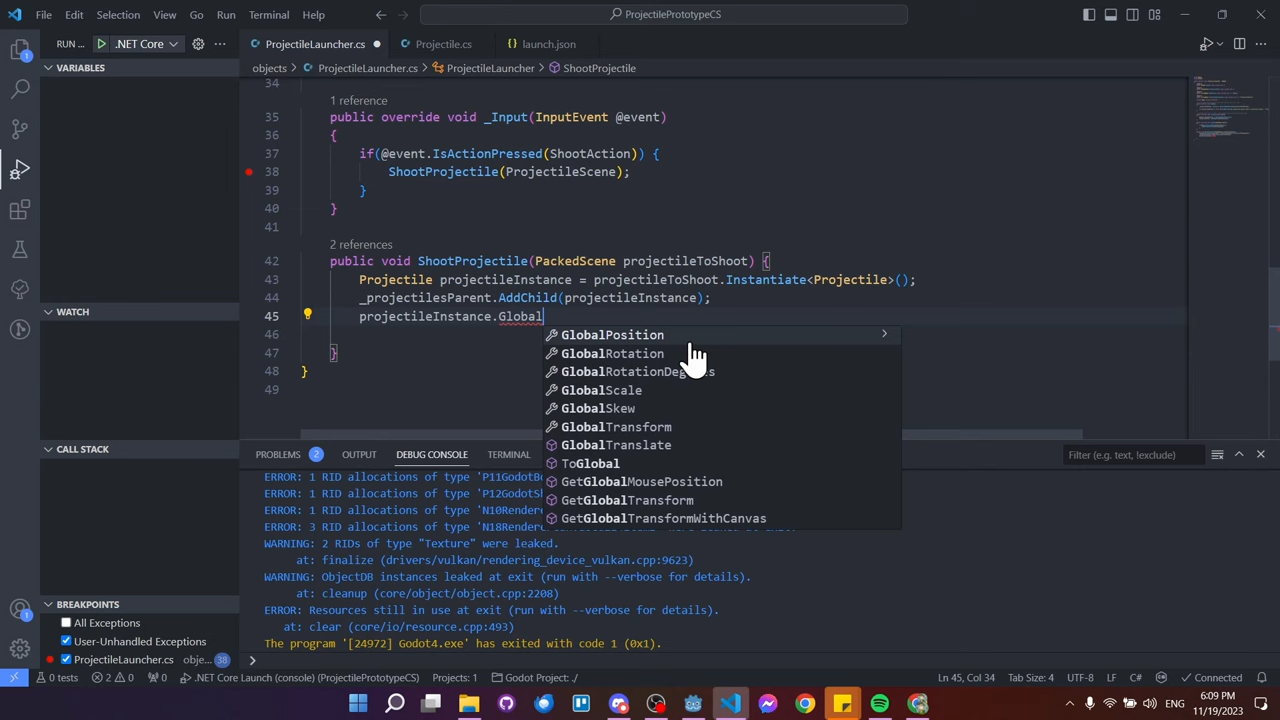 File Edit Selection View Go Run Terminal Help
ProjectilePrototypeCS
RUN ... .NET Core
ProjectileLauncher.cs Projectile.cs launch.json
objects > ProjectileLauncher.cs > ProjectileLauncher > ShootProjectile
VARIABLES
WATCH
CALL STACK
BREAKPOINTS
All Exceptions
User-Unhandled Exceptions
ProjectileLauncher.cs obje... 38
34
1 reference
35 public override void _Input(InputEvent @event)
36 {
37 if(@event.IsActionPressed(ShootAction)) {
38 ShootProjectile(ProjectileScene);
39 }
40 }
41
2 references
42 public void ShootProjectile(PackedScene projectileToShoot) {
43 Projectile projectileInstance = projectileToShoot.Instantiate<Projectile>();
44 _projectilesParent.AddChild(projectileInstance);
45 projectileInstance.Global
46
47 }
48 }
49
GlobalPosition
GlobalRotation
GlobalScale
GlobalSkew
GlobalTransform
GlobalTranslate
ToGlobal
GetGlobalMousePosition
GetGlobalTransform
GetGlobalTransformWithCanvas
PROBLEMS 2 OUTPUT DEBUG CONSOLE TERMINAL
Filter (e.g. text, !exclude)
ERROR: 1 RID allocations of type
ERROR: 1 RID allocations of type
ERROR: 1 RID allocations of type
ERROR: 3 RID allocations of type
WARNING: 2 RIDs of type "Texture" were leaked.
at: finalize (drivers/vulkan/rendering_device_vulkan.cpp:9623)
WARNING: ObjectDB instances leaked at exit (run with --verbose for details).
at: cleanup (core/object/object.cpp:2208)
ERROR: Resources still in use at exit (run with --verbose for details).
at: clear (core/io/resource.cpp:493)
The program '[24972] Godot4.exe' has exited with code 1 (0x1).
0 tests 2 0 0 .NET Core Launch (console) (ProjectilePrototypeCS) Projects: 1 Godot Project: ./ Ln 45, Col 34 Tab Size: 4 UTF-8 LF C# Connected
6:09 PM
11/19/2023